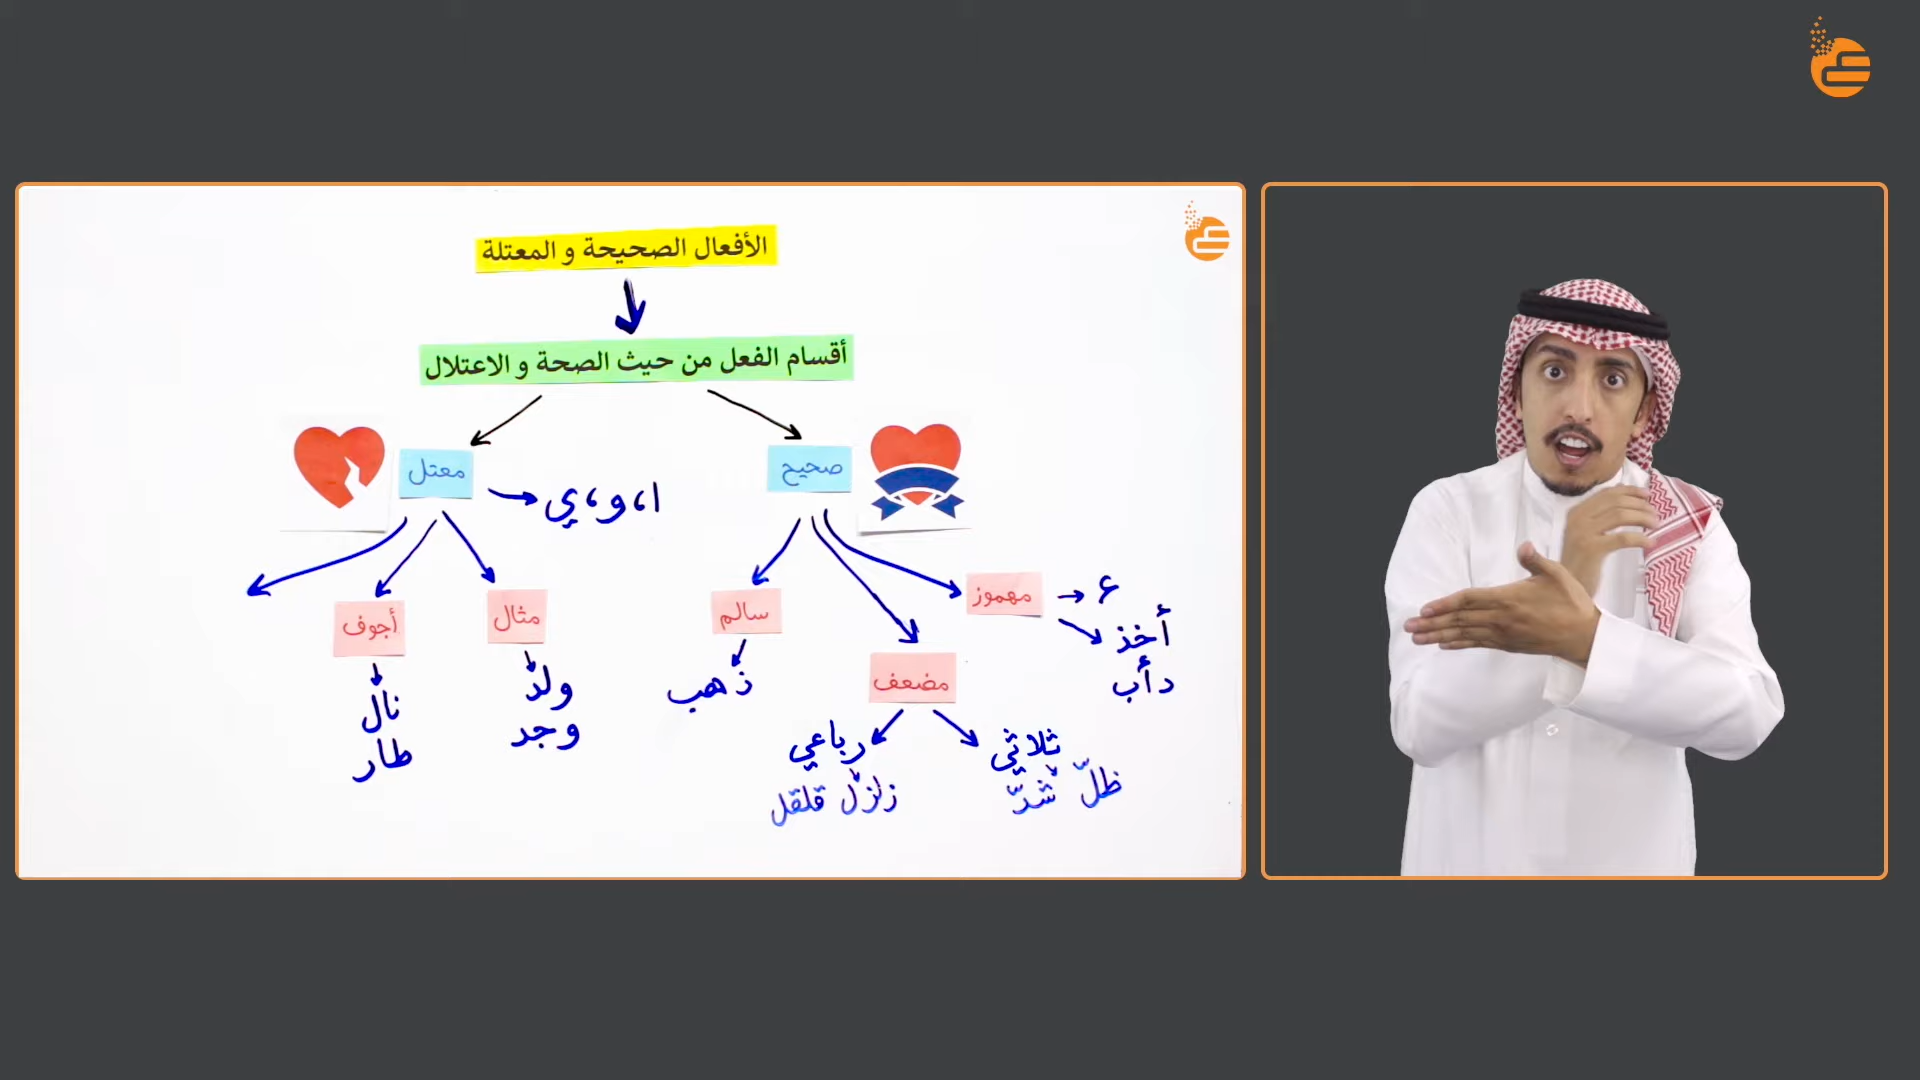 الأفعال الصحيحة و المعتلة
أقسام الفعل من حيث الصحة و الاعتلال
صحيح
معتل
ا، و، ي
مهموز
ء
أخذ
دأب
مضعف
ثلاثي
ظلّ شدّ
رباعي
زلزل قلقل
سالم
ذهب
مثال
ولد
وجد
أجوف
نال
طار